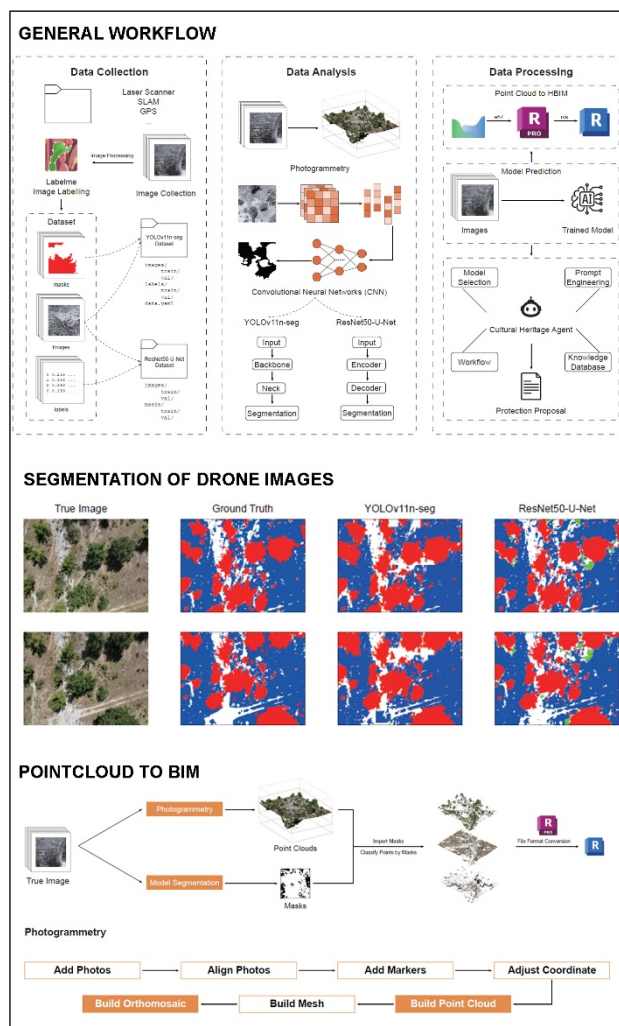 GENERAL WORKFLOW
Data Collection
Laser Scanner
SLAM
GPS
...
Image Processing
Labelme
Image Labelling
Image Collection
Dataset
masks
Images
labels
YOLOv11n-seg
Dataset
images/
train/
val/
labels/
train/
val/
data.yaml
ResNet50-U-Net
Dataset
images/
train/
val/
masks/
train/
val/
Data Analysis
Photogrammetry
Convolutional Neural Networks (CNN)
YOLOv11n-seg
ResNet50-U-Net
Input
Input
Backbone
Encoder
Neck
Decoder
Segmentation
Segmentation
Data Processing
Point Cloud to HBIM
R
PRO
rcs
R
Model Prediction
AI
Images
Trained Model
Model
Selection
Prompt
Engineering
Cultural Heritage Agent
Workflow
Knowledge
Database
Protection Proposal
SEGMENTATION OF DRONE IMAGES
True Image
Ground Truth
YOLOv11n-seg
ResNet50-U-Net
POINTCLOUD TO BIM
True Image
Photogrammetry
Model Segmentation
Point Clouds
Masks
Import Masks
Classify Points by Masks
R
PRO
File Format Conversion
R
Photogrammetry
Add Photos
Align Photos
Add Markers
Adjust Coordinate
Build Orthomosaic
Build Mesh
Build Point Cloud